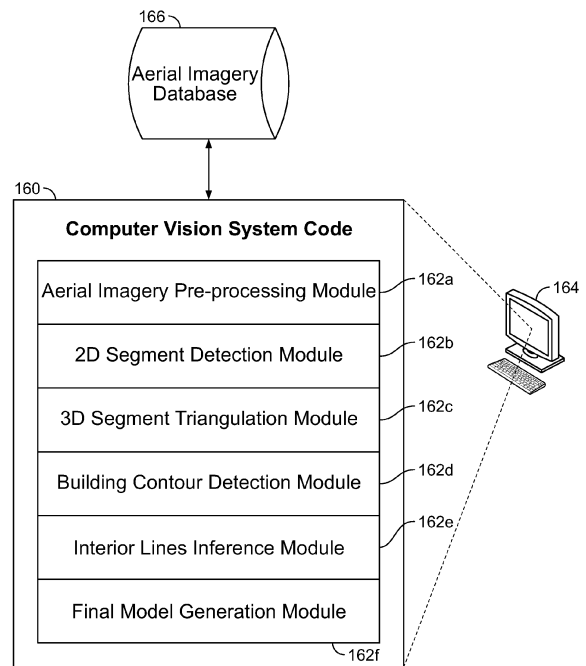 166
Aerial Imagery
Database
160
Computer Vision System Code
Aerial Imagery Pre-processing Module
162a
164
2D Segment Detection Module
162b
3D Segment Triangulation Module
162c
Building Contour Detection Module
162d
Interior Lines Inference Module
162e
Final Model Generation Module
162f